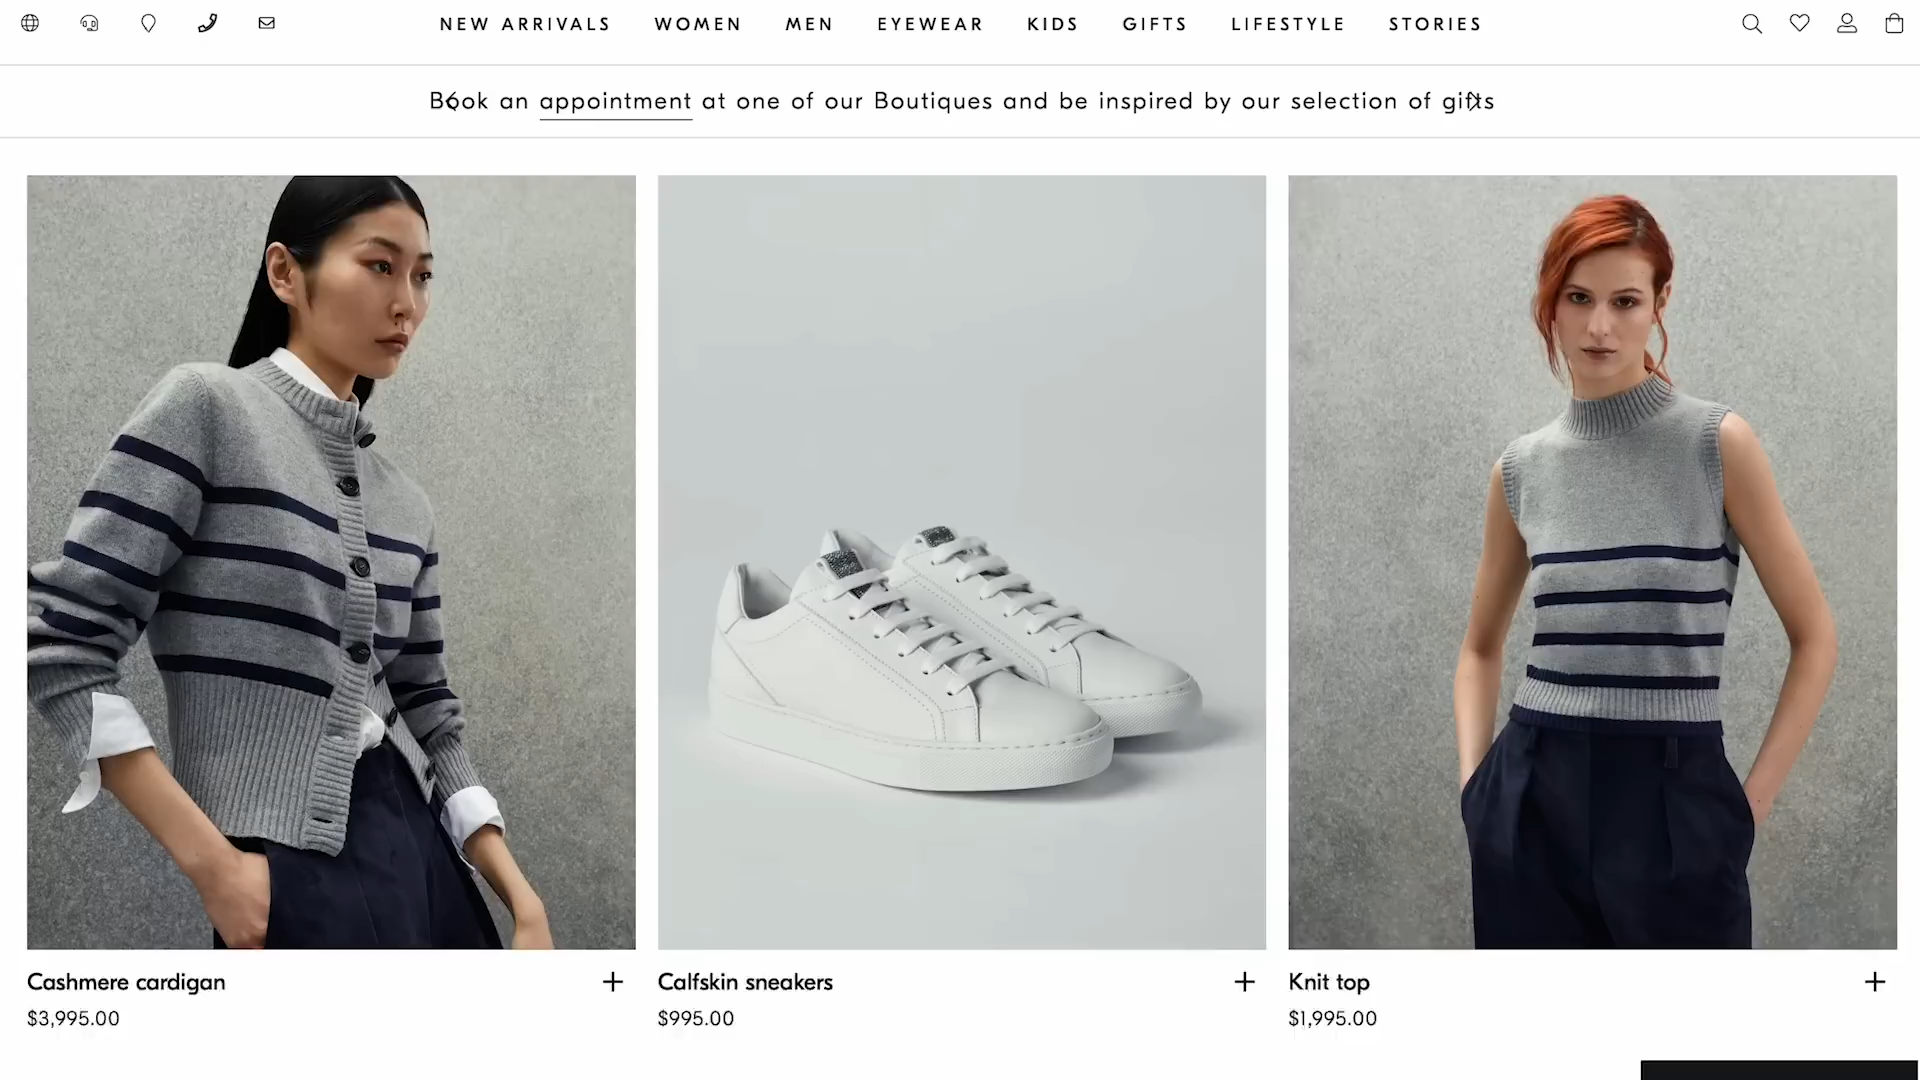 NEW ARRIVALS WOMEN MEN EYEWEAR KIDS GIFTS LIFESTYLE STORIES
Book an appointment at one of our Boutiques and be inspired by our selection of gifts
Cashmere cardigan
$3,995.00
Calfskin sneakers
$995.00
Knit top
$1,995.00